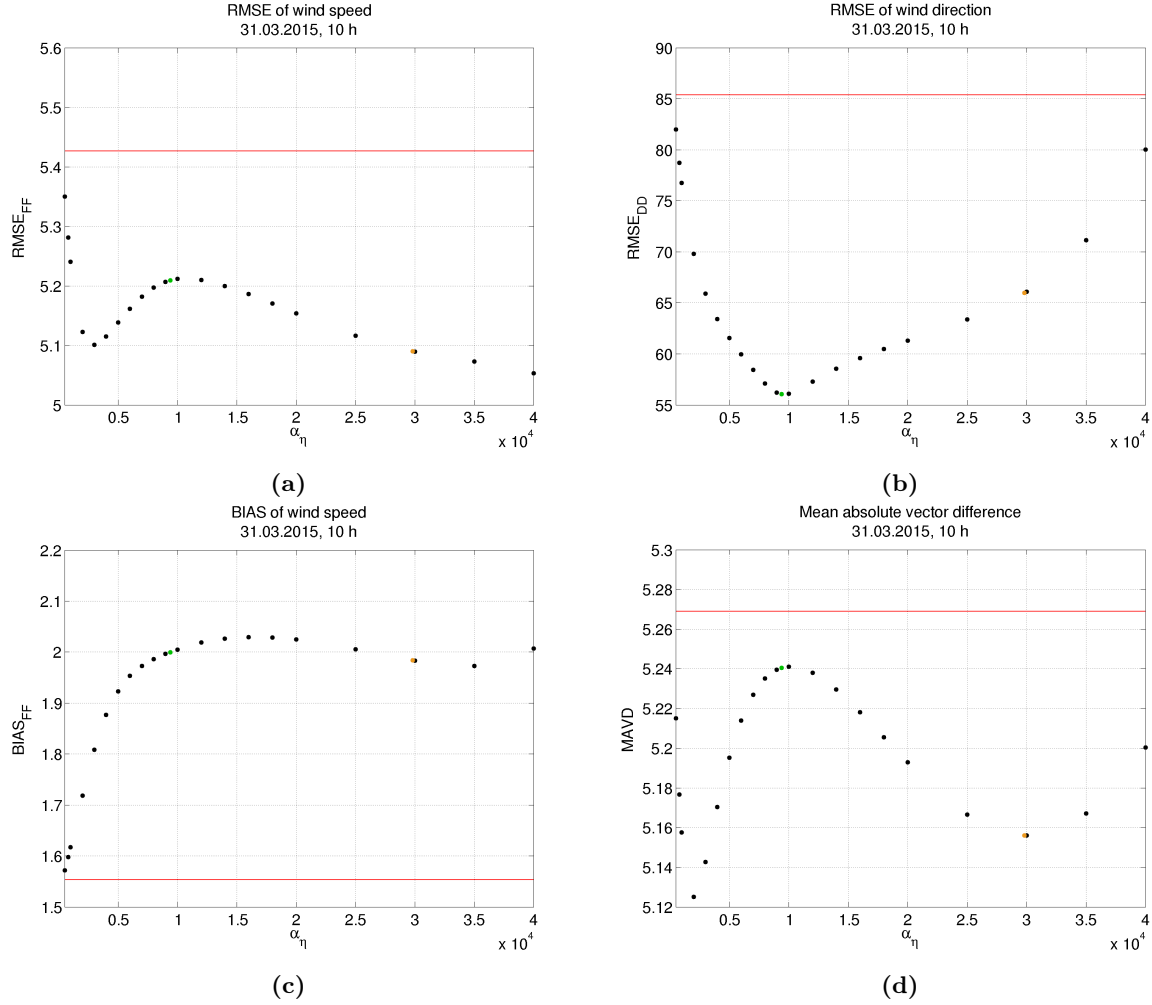 RMSE of wind speed
31.03.2015, 10 h
5.6
5.5
5.4
5.3
5.2
5.1
5
RMSE_FF
0.5 1 1.5 2 2.5 3 3.5 4
α_η
x 10^4
(a)
RMSE of wind direction
31.03.2015, 10 h
90
85
80
75
70
65
60
55
RMSE_DD
0.5 1 1.5 2 2.5 3 3.5 4
α_η
x 10^4
(b)
BIAS of wind speed
31.03.2015, 10 h
2.2
2.1
2
1.9
1.8
1.7
1.6
1.5
BIAS_FF
0.5 1 1.5 2 2.5 3 3.5 4
α_η
x 10^4
(c)
Mean absolute vector difference
31.03.2015, 10 h
5.3
5.28
5.26
5.24
5.22
5.2
5.18
5.16
5.14
5.12
MAVD
0.5 1 1.5 2 2.5 3 3.5 4
α_η
x 10^4
(d)